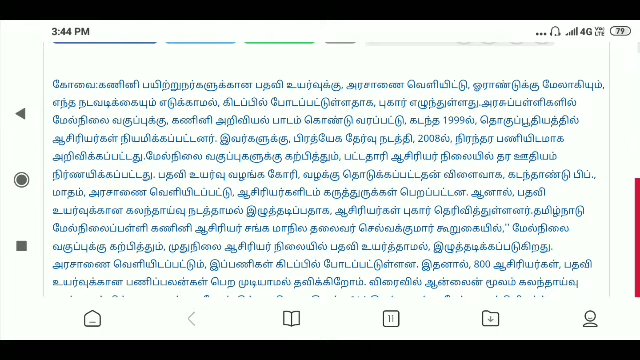 3:44 PM
4G VoLTE 79
கோவை:கணினி பயிற்றுநர்களுக்கான பதவி உயர்வுக்கு, அரசாணை வெளியிட்டு, ஓராண்டுக்கு மேலாகியும்,
எந்த நடவடிக்கையும் எடுக்காமல், கிடப்பில் போடப்பட்டுள்ளதாக, புகார் எழுந்துள்ளது.அரசுப்பள்ளிகளில்
மேல்நிலை வகுப்புக்கு, கணினி அறிவியல் பாடம் கொண்டு வரப்பட்டு, கடந்த 1999ல், தொகுப்பூதியத்தில்
ஆசிரியர்கள் நியமிக்கப்பட்டனர். இவர்களுக்கு, பிரத்யேக தேர்வு நடத்தி, 2008ல், நிரந்தர பணியிடமாக
அறிவிக்கப்பட்டது.மேல்நிலை வகுப்புகளுக்கு கற்பித்தும், பட்டதாரி ஆசிரியர் நிலையில் தர ஊதியம்
நிர்ணயிக்கப்பட்டது. பதவி உயர்வு வழங்க கோரி, வழக்கு தொடுக்கப்பட்டதன் விளைவாக, கடந்தாண்டு பிப்.,
மாதம், அரசாணை வெளியிடப்பட்டு, ஆசிரியர்களிடம் கருத்துருக்கள் பெறப்பட்டன. ஆனால், பதவி
உயர்வுக்கான கலந்தாய்வு நடத்தாமல் இழுத்தடிப்பதாக, ஆசிரியர்கள் புகார் தெரிவித்துள்ளனர்.தமிழ்நாடு
மேல்நிலைப்பள்ளி கணினி ஆசிரியர் சங்க மாநில தலைவர் செல்வகுமார் கூறுகையில்,'' மேல்நிலை
வகுப்புக்கு கற்பித்தும், முதுநிலை ஆசிரியர் நிலையில் பதவி உயர்த்தாமல், இழுத்தடிக்கப்படுகிறது.
அரசாணை வெளியிடப்பட்டும், இப்பணிகள் கிடப்பில் போடப்பட்டுள்ளன. இதனால், 800 ஆசிரியர்கள், பதவி
உயர்வுக்கான பணிப்பலன்கள் பெற முடியாமல் தவிக்கிறோம். விரைவில் ஆன்லைன் மூலம் கலந்தாய்வு